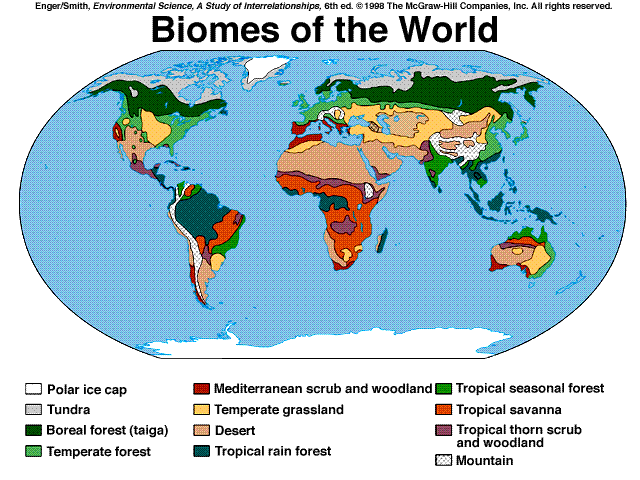 Enger/Smith, Environmental Science, A Study of Interrelationships, 6th ed. © 1998 The McGraw-Hill Companies, Inc. All rights reserved.
Biomes of the World
Polar ice cap
Tundra
Boreal forest (taiga)
Temperate forest
Mediterranean scrub and woodland
Temperate grassland
Desert
Tropical rain forest
Tropical seasonal forest
Tropical savanna
Tropical thorn scrub
and woodland
Mountain